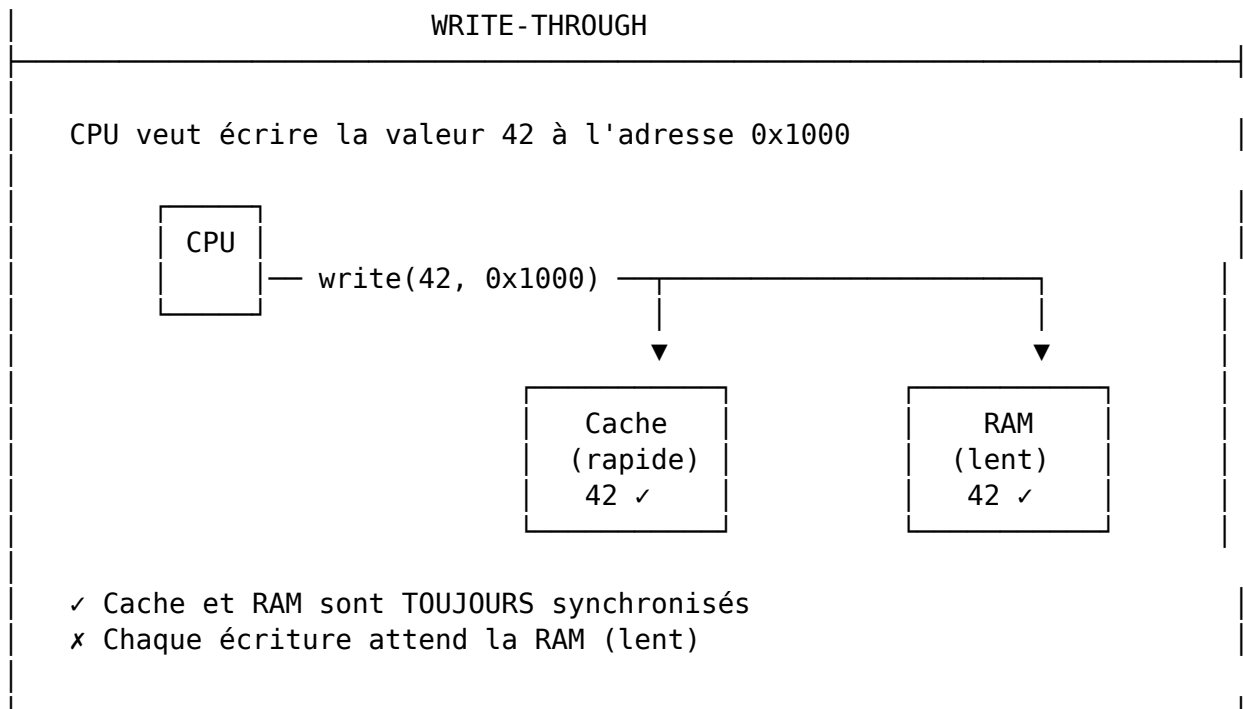 WRITE-THROUGH
CPU veut écrire la valeur 42 à l'adresse 0x1000
CPU
write(42, 0x1000)
Cache
(rapide)
42 ✓
RAM
(lent)
42 ✓
✓ Cache et RAM sont TOUJOURS synchronisés
✗ Chaque écriture attend la RAM (lent)